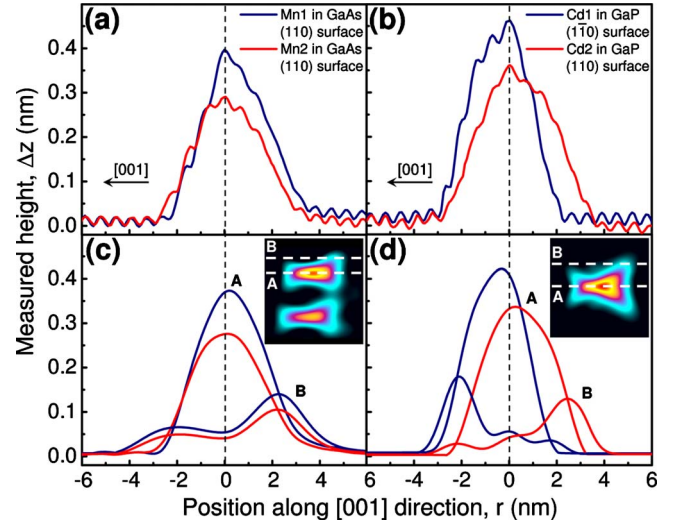 (a)
Mn1 in GaAs
(110) surface
Mn2 in GaAs
(110) surface
(b)
Cd1 in GaP
(11̄0) surface
Cd2 in GaP
(110) surface
[001]
[001]
0.4
0.3
0.2
0.1
0.0
Measured height, Δz (nm)
(c)
A
B
B
A
(d)
A
B
B
A
0.4
0.3
0.2
0.1
0.0
-6 -4 -2 0 2 4 -6 -4 -2 0 2 4 6
Position along [001] direction, r (nm)